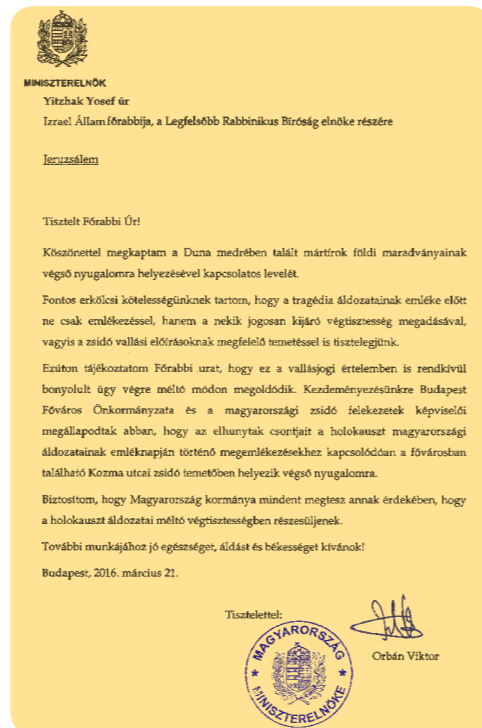 MINISZTERELNÖK
Yitzhak Yosef úr
Izrael Állam főrabbija, a Legfelsőbb Rabbinikus Bíróság elnöke részére
Jeruzsálem
Tisztelt Főrabbi Úr!
Köszönettel megkaptam a Duna medrében talált mártírok földi maradványainak
végső nyugalomra helyezésével kapcsolatos levelét.
Fontos erkölcsi kötelességünknek tartom, hogy a tragédia áldozatainak emléke előtt
ne csak emlékezéssel, hanem a nekik jogosan kijáró végtisztesség megadásával,
vagyis a zsidó vallási előírásoknak megfelelő temetéssel is tisztelegjünk.
Ezúton tájékoztatom Főrabbi urat, hogy ez a vallásjogi értelemben is rendkívül
bonyolult ügy végre méltó módon megoldódik. Kezdeményezésünkre Budapest
Főváros Önkormányzata és a magyarországi zsidó felekezetek képviselői
megállapodtak abban, hogy az elhunytak csontjait a holokauszt magyarországi
áldozatainak emléknapján történő megemlékezésekhez kapcsolódóan a fővárosban
található Kozma utcai zsidó temetőben helyezik végső nyugalomra.
Biztosítom, hogy Magyarország kormánya mindent megtesz annak érdekében, hogy
a holokauszt áldozatai méltó végtisztességben részesüljenek.
További munkájához jó egészséget, áldást és békességet kívánok!
Budapest, 2016. március 21.
Tisztelettel:
MAGYARORSZÁG
MINISZTERELNÖKE
Orbán Viktor